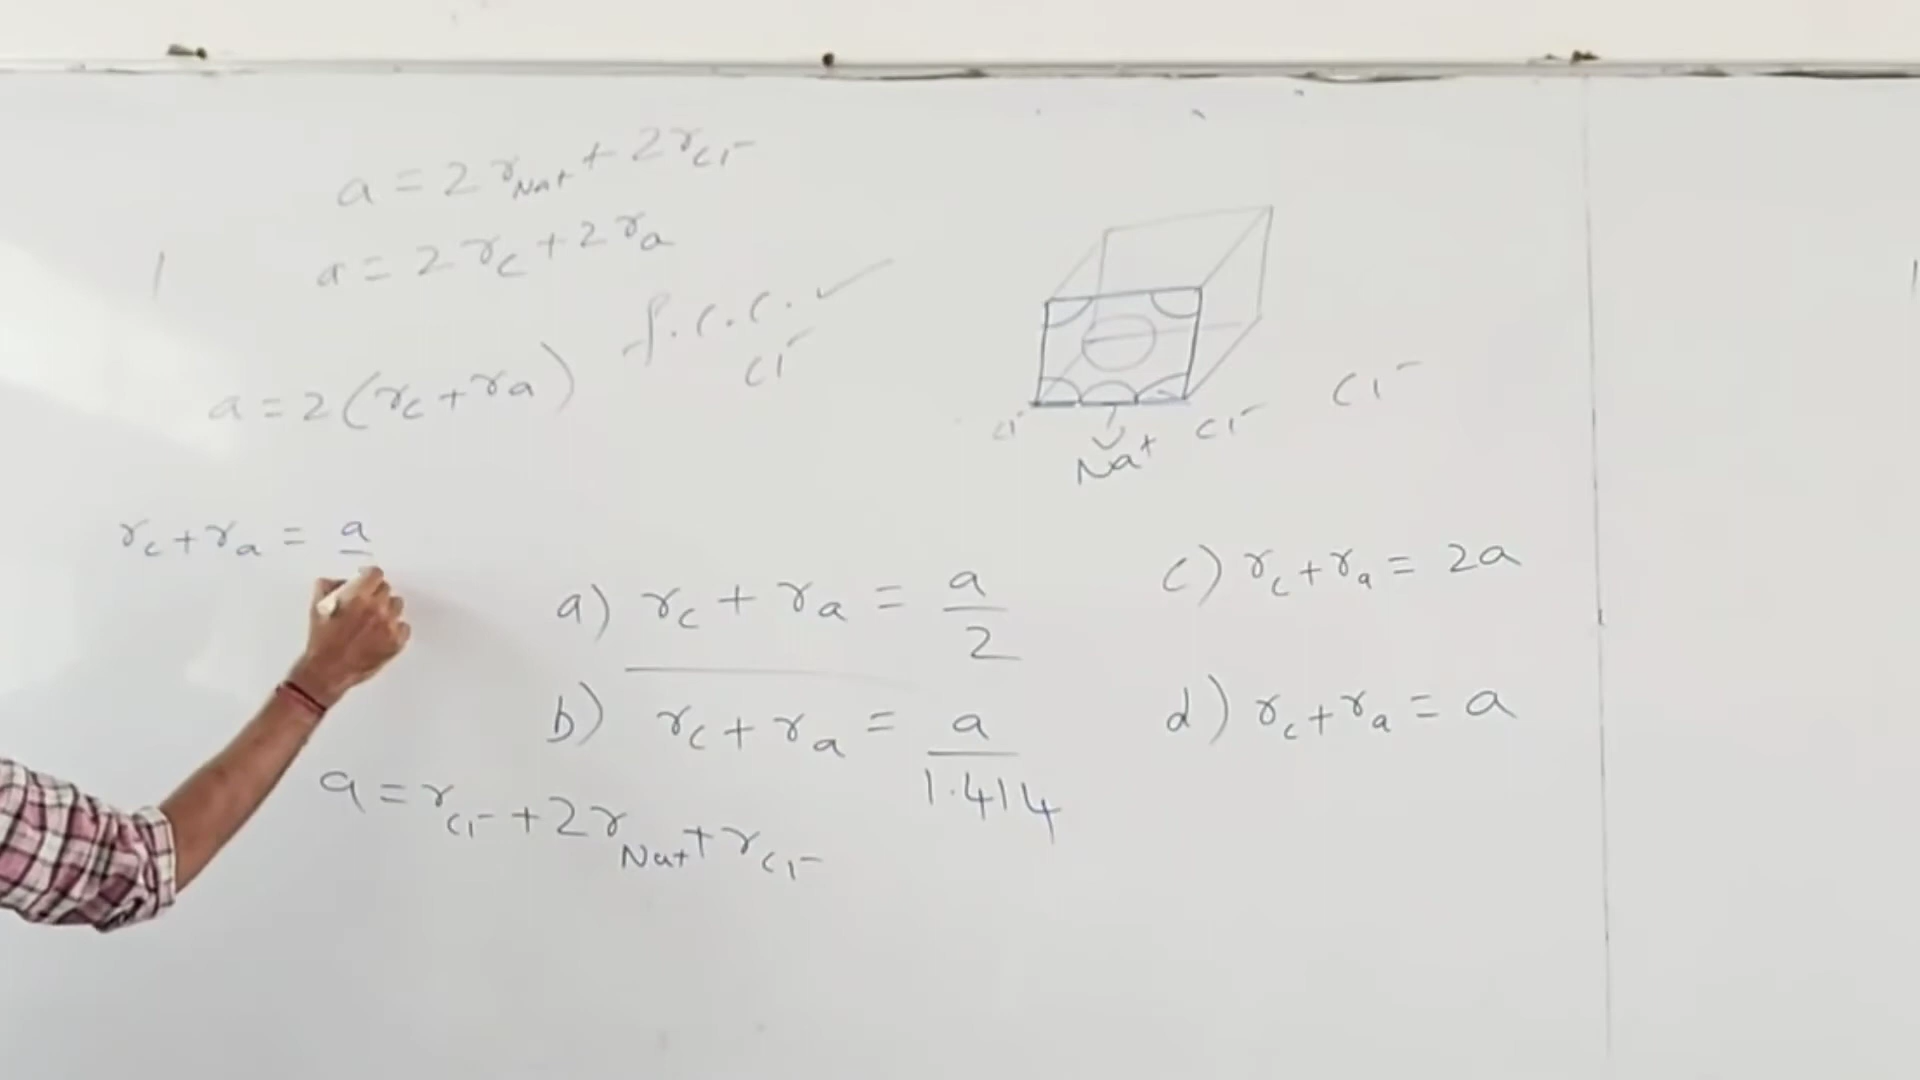 a = 2 r_Na+ + 2 r_Cl-
a = 2 r_c + 2 r_a
f.c.c. ✓
Cl-
a = 2(r_c + r_a)
Cl-
Na+
Cl-
Cl-
r_c + r_a = a/
a) r_c + r_a = a/2
b) r_c + r_a = a/1.414
c) r_c + r_a = 2a
d) r_c + r_a = a
a = r_Cl- + 2 r_Na+ + r_Cl-